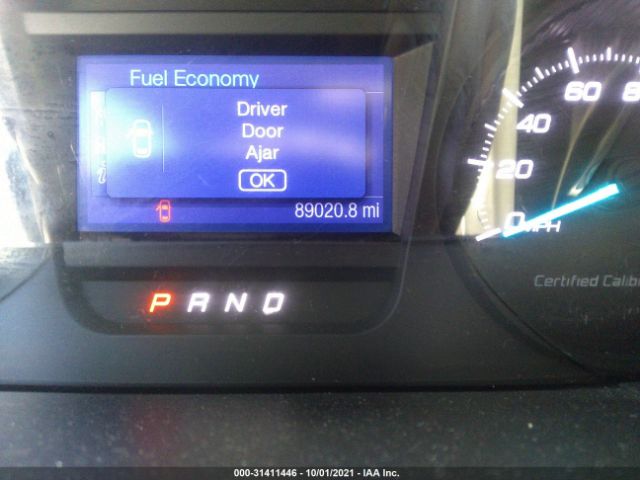 Fuel Economy
Driver
Door
Ajar
OK
i
89020.8 mi
P R N D
0 MPH
20
40
60
Certified Calib
000-31411446 - 10/01/2021 - IAA Inc.